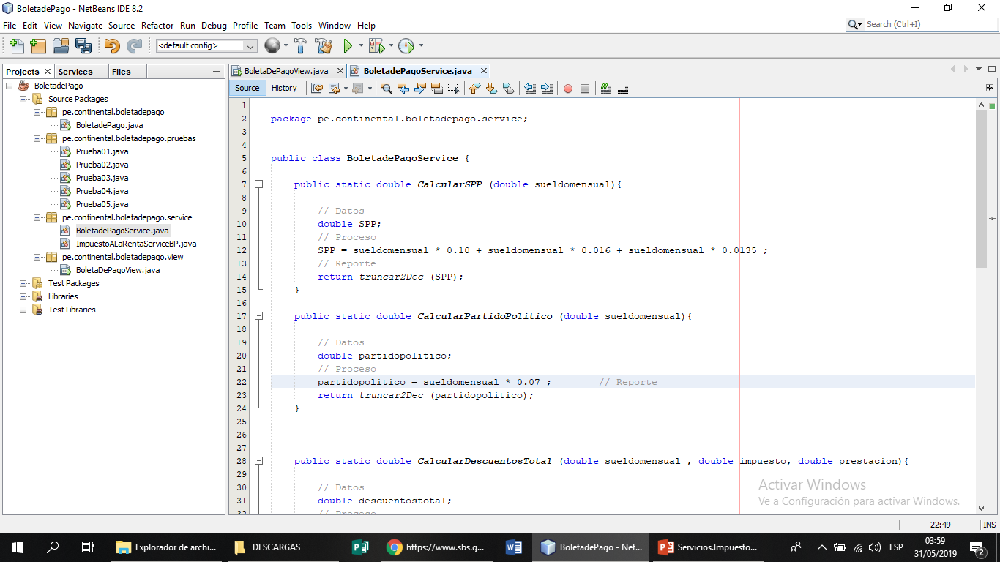 BoletadePago - NetBeans IDE 8.2
File Edit View Navigate Source Refactor Run Debug Profile Team Tools Window Help
Search (Ctrl+I)
<default config>
Projects Services Files
BoletadePago
Source Packages
pe.continental.boletadepago
BoletadePago.java
pe.continental.boletadepago.pruebas
Prueba01.java
Prueba02.java
Prueba03.java
Prueba04.java
Prueba05.java
pe.continental.boletadepago.service
BoletadePagoService.java
ImpuestoALaRentaServiceBP.java
pe.continental.boletadepago.view
BoletaDePagoView.java
Test Packages
Libraries
Test Libraries
BoletaDePagoView.java BoletadePagoService.java
Source History
1
2 package pe.continental.boletadepago.service;
3
4
5 public class BoletadePagoService {
6
7 public static double CalcularSPP (double sueldomensual){
8
9 // Datos
10 double SPP;
11 // Proceso
12 SPP = sueldomensual * 0.10 + sueldomensual * 0.016 + sueldomensual * 0.0135 ;
13 // Reporte
14 return truncar2Dec (SPP);
15 }
16
17 public static double CalcularPartidoPolitico (double sueldomensual){
18
19 // Datos
20 double partidopolitico;
21 // Proceso
22 partidopolitico = sueldomensual * 0.07 ; // Reporte
23 return truncar2Dec (partidopolitico);
24 }
25
26
27
28 public static double CalcularDescuentosTotal (double sueldomensual , double impuesto, double prestacion){
29
30 // Datos
31 double descuentostotal;
32 // Proceso
Activar Windows
Ve a Configuración para activar Windows.
22:49 INS
Explorador de archi... DESCARGAS https://www.sbs.g... BoletadePago - Net... Servicios.Impuesto... ESP 03:59
31/05/2019 2